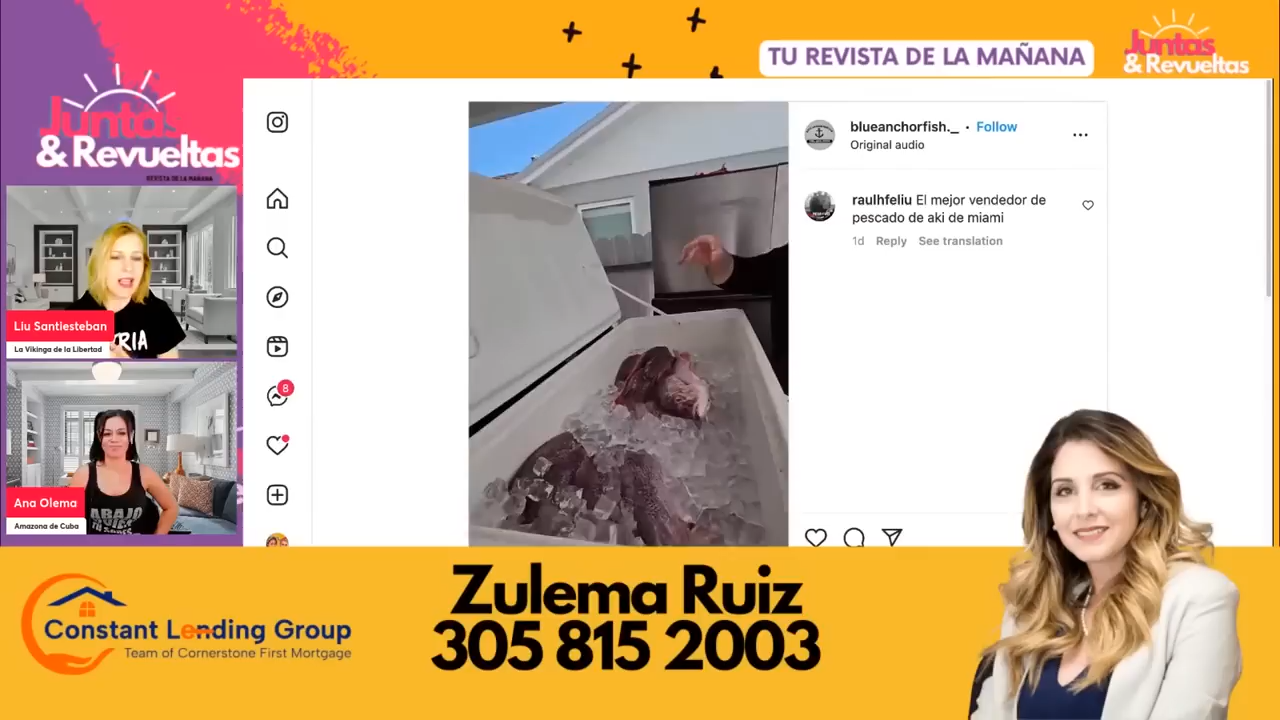 TU REVISTA DE LA MAÑANA
Juntas
& Revueltas
Juntas
& Revueltas
REVISTA DE LA MAÑANA
blueanchorfish._ • Follow
Original audio
raulhfeliu El mejor vendedor de
pescado de aki de miami
1d Reply See translation
8
Liu Santiesteban
La Vikinga de la Libertad
RIA
Ana Olema
Amazona de Cuba
ABAJO
Constant Lending Group
Team of Cornerstone First Mortgage
Zulema Ruiz
305 815 2003